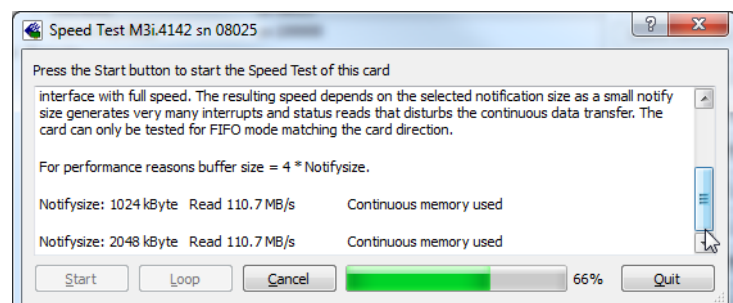 Speed Test M3i.4142 sn 08025
Press the Start button to start the Speed Test of this card
interface with full speed. The resulting speed depends on the selected notification size as a small notify
size generates very many interrupts and status reads that disturbs the continuous data transfer. The
card can only be tested for FIFO mode matching the card direction.
For performance reasons buffer size = 4 * Notifysize.
Notifysize: 1024 kByte Read 110.7 MB/s Continuous memory used
Notifysize: 2048 kByte Read 110.7 MB/s Continuous memory used
Start Loop Cancel 66% Quit